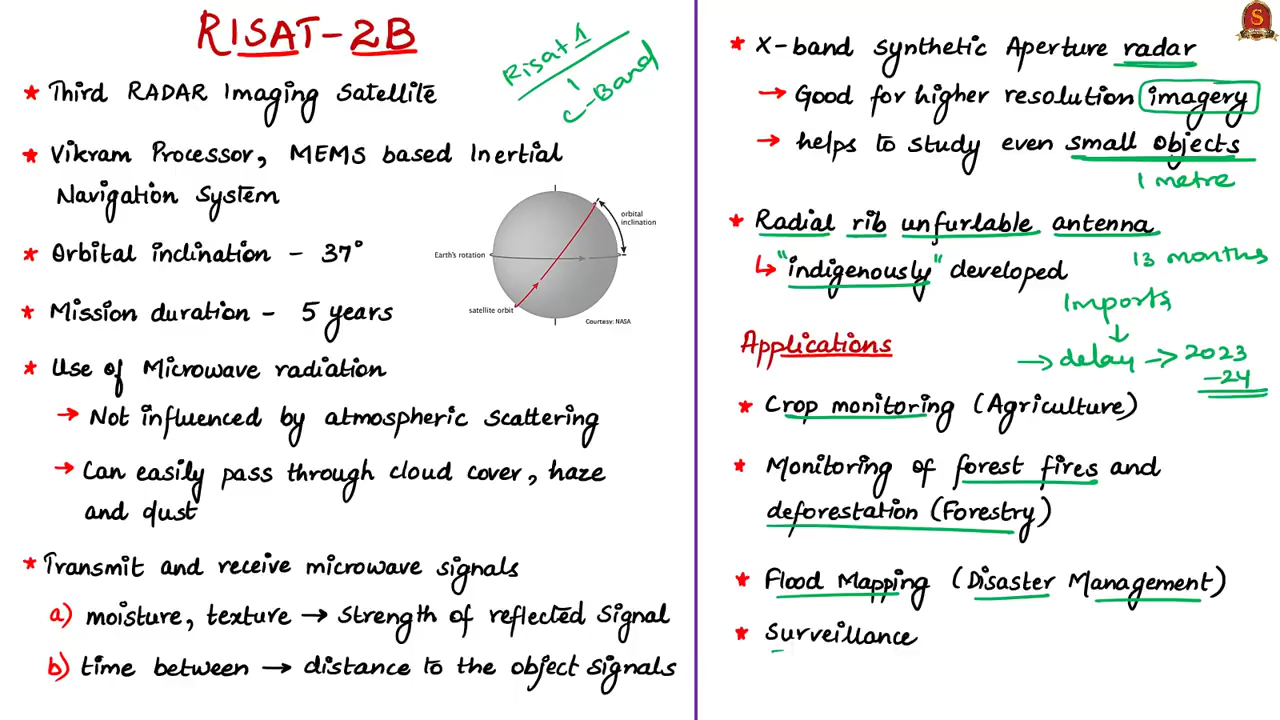 RISAT-2B
Risat 1
C-Band
* Third RADAR Imaging Satellite
* Vikram Processor, MEMS based Inertial
Navigation System
* Orbital inclination - 37°
orbital
inclination
Earth's rotation
satellite orbit
Courtesy: NASA
* Mission duration - 5 years
* Use of Microwave radiation
→ Not influenced by atmospheric scattering
→ Can easily pass through cloud cover, haze
and dust
* Transmit and receive microwave signals
a) moisture, texture → strength of reflected signal
b) time between → distance to the object signals
* X-band synthetic Aperture radar
→ Good for higher resolution imagery
→ helps to study even small objects
1 metre
* Radial rib unfurlable antenna
↳ "indigenously" developed
13 months
Imports
↓
→ delay → 2023
-24
Applications
* Crop monitoring (Agriculture)
* Monitoring of forest fires and
deforestation (Forestry)
* Flood Mapping (Disaster Management)
* Surveillance
S